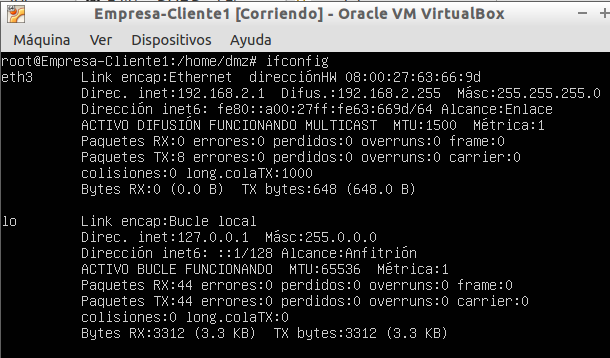 Empresa-Cliente1 [Corriendo] - Oracle VM VirtualBox
Máquina Ver Dispositivos Ayuda
root@Empresa-Cliente1:/home/dmz# ifconfig
eth3 Link encap:Ethernet direcciónHW 08:00:27:63:66:9d
Direc. inet:192.168.2.1 Difus.:192.168.2.255 Másc:255.255.255.0
Dirección inet6: fe80::a00:27ff:fe63:669d/64 Alcance:Enlace
ACTIVO DIFUSIÓN FUNCIONANDO MULTICAST MTU:1500 Métrica:1
Paquetes RX:0 errores:0 perdidos:0 overruns:0 frame:0
Paquetes TX:8 errores:0 perdidos:0 overruns:0 carrier:0
colisiones:0 long.colaTX:1000
Bytes RX:0 (0.0 B) TX bytes:648 (648.0 B)
lo Link encap:Bucle local
Direc. inet:127.0.0.1 Másc:255.0.0.0
Dirección inet6: ::1/128 Alcance:Anfitrión
ACTIVO BUCLE FUNCIONANDO MTU:65536 Métrica:1
Paquetes RX:44 errores:0 perdidos:0 overruns:0 frame:0
Paquetes TX:44 errores:0 perdidos:0 overruns:0 carrier:0
colisiones:0 long.colaTX:0
Bytes RX:3312 (3.3 KB) TX bytes:3312 (3.3 KB)